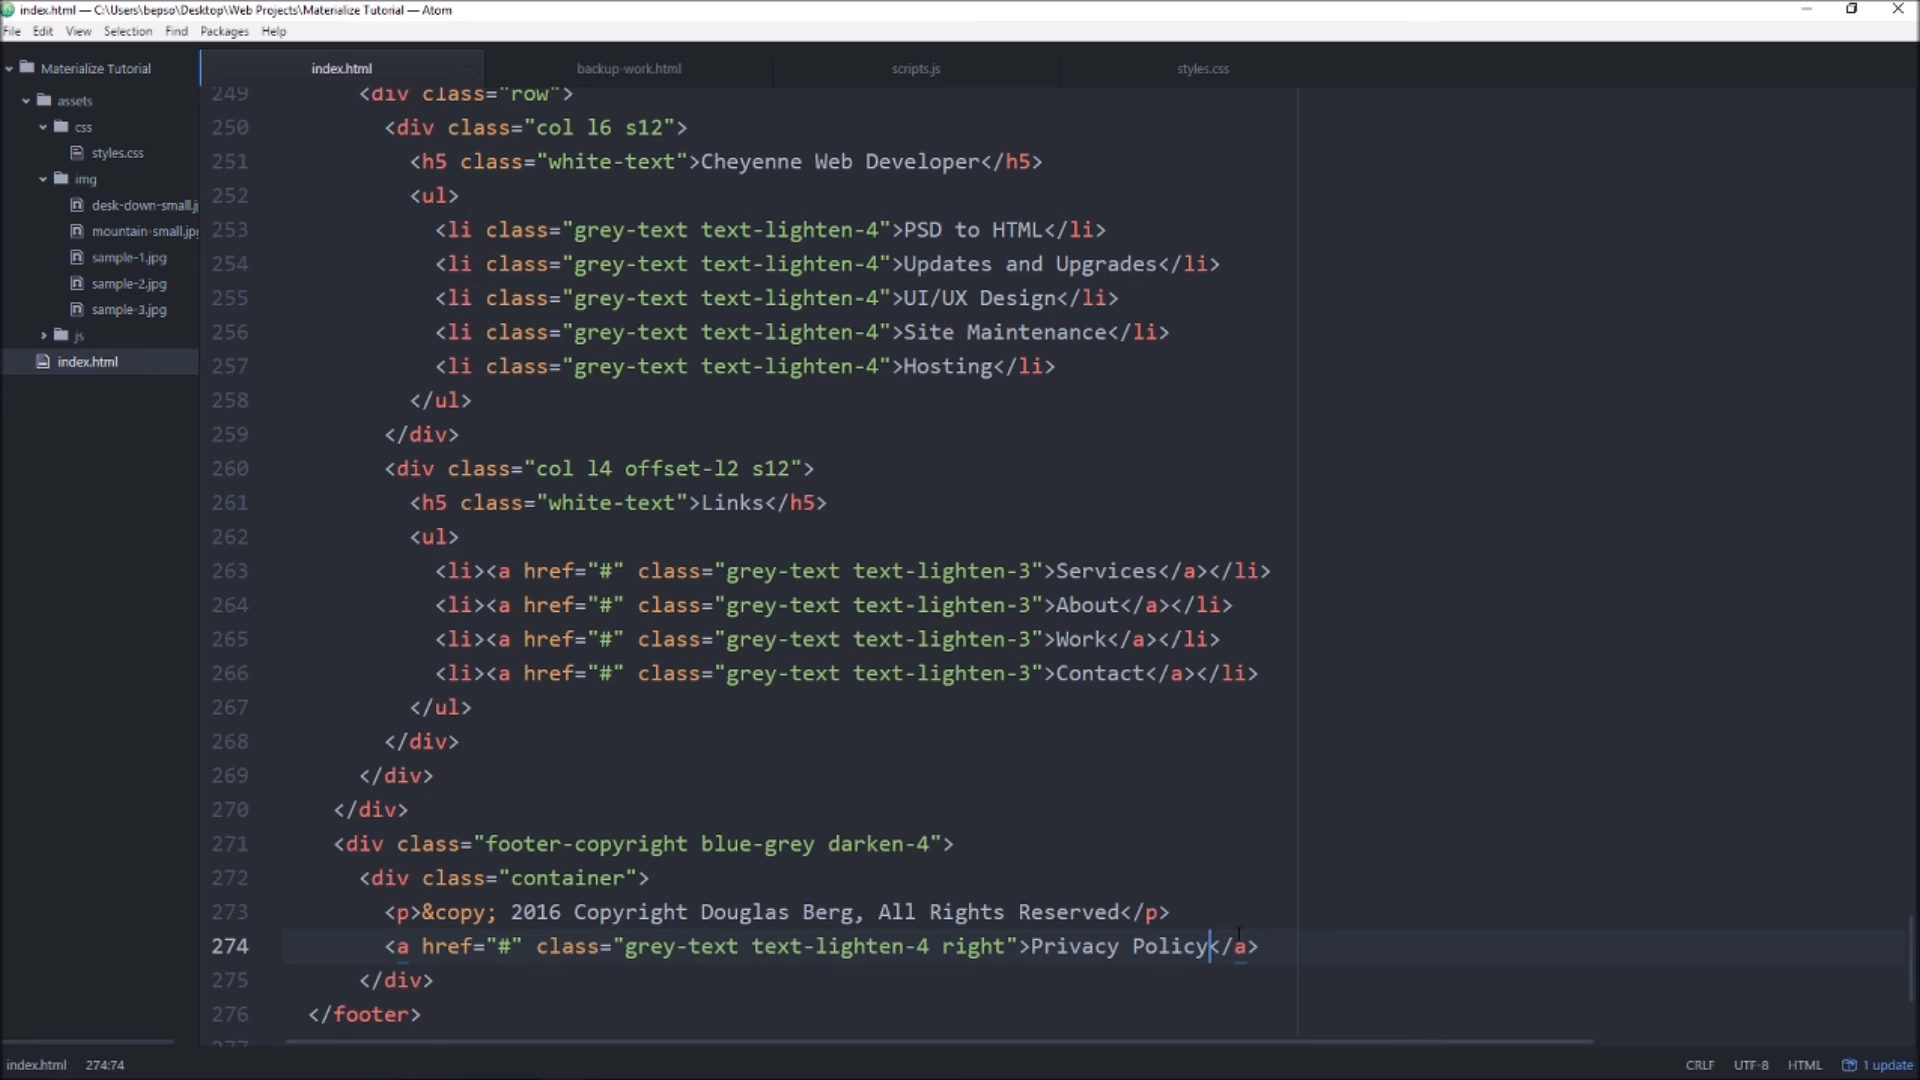 index.html — C:\Users\bepso\Desktop\Web Projects\Materialize Tutorial — Atom
File Edit View Selection Find Packages Help
Materialize Tutorial
assets
css
styles.css
img
desk-down-small.j
mountain-small.jp
sample-1.jpg
sample-2.jpg
sample-3.jpg
js
index.html
index.html backup-work.html scripts.js styles.css
249 <div class="row">
250 <div class="col l6 s12">
251 <h5 class="white-text">Cheyenne Web Developer</h5>
252 <ul>
253 <li class="grey-text text-lighten-4">PSD to HTML</li>
254 <li class="grey-text text-lighten-4">Updates and Upgrades</li>
255 <li class="grey-text text-lighten-4">UI/UX Design</li>
256 <li class="grey-text text-lighten-4">Site Maintenance</li>
257 <li class="grey-text text-lighten-4">Hosting</li>
258 </ul>
259 </div>
260 <div class="col l4 offset-l2 s12">
261 <h5 class="white-text">Links</h5>
262 <ul>
263 <li><a href="#" class="grey-text text-lighten-3">Services</a></li>
264 <li><a href="#" class="grey-text text-lighten-3">About</a></li>
265 <li><a href="#" class="grey-text text-lighten-3">Work</a></li>
266 <li><a href="#" class="grey-text text-lighten-3">Contact</a></li>
267 </ul>
268 </div>
269 </div>
270 </div>
271 <div class="footer-copyright blue-grey darken-4">
272 <div class="container">
273 <p>&copy; 2016 Copyright Douglas Berg, All Rights Reserved</p>
274 <a href="#" class="grey-text text-lighten-4 right">Privacy Policy</a>
275 </div>
276 </footer>
277
index.html 274:74 CRLF UTF-8 HTML 1 update